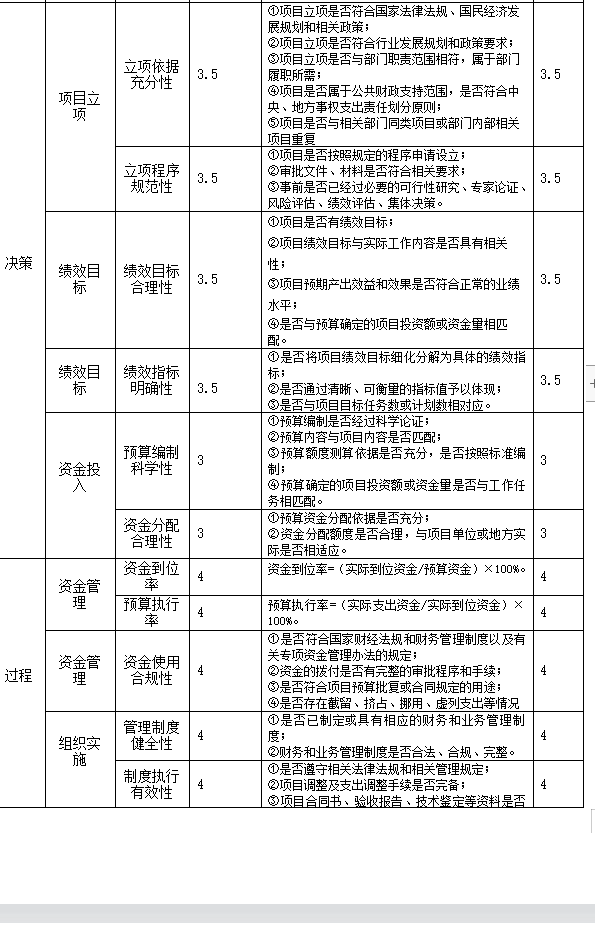 决策
项目立
项
立项依据
充分性
3.5
①项目立项是否符合国家法律法规、国民经济发
展规划和相关政策；
②项目立项是否符合行业发展规划和政策要求；
③项目立项是否与部门职责范围相符，属于部门
履职所需；
④项目是否属于公共财政支持范围，是否符合中
央、地方事权支出责任划分原则；
⑤项目是否与相关部门同类项目或部门内部相关
项目重复
3.5
立项程序
规范性
3.5
①项目是否按照规定的程序申请设立；
②审批文件、材料是否符合相关要求；
③事前是否已经过必要的可行性研究、专家论证、
风险评估、绩效评估、集体决策。
3.5
绩效目
标
绩效目标
合理性
3.5
①项目是否有绩效目标；
②项目绩效目标与实际工作内容是否具有相关
性；
③项目预期产出效益和效果是否符合正常的业绩
水平；
④是否与预算确定的项目投资额或资金量相匹
配。
3.5
绩效目
标
绩效指标
明确性
3.5
①是否将项目绩效目标细化分解为具体的绩效指
标；
②是否通过清晰、可衡量的指标值予以体现；
③是否与项目目标任务数或计划数相对应。
3.5
资金投
入
预算编制
科学性
3
①预算编制是否经过科学论证；
②预算内容与项目内容是否匹配；
③预算额度测算依据是否充分，是否按照标准编
制；
④预算确定的项目投资额或资金量是否与工作任
务相匹配。
3
资金分配
合理性
3
①预算资金分配依据是否充分；
②资金分配额度是否合理，与项目单位或地方实
际是否相适应。
3
过程
资金管
理
资金到位
率
4
资金到位率=（实际到位资金/预算资金）×100%。
4
预算执行
率
4
预算执行率=（实际支出资金/实际到位资金）×
100%。
4
资金管
理
资金使用
合规性
4
①是否符合国家财经法规和财务管理制度以及有
关专项资金管理办法的规定；
②资金的拨付是否有完整的审批程序和手续；
③是否符合项目预算批复或合同规定的用途；
④是否存在截留、挤占、挪用、虚列支出等情况
4
组织实
施
管理制度
健全性
4
①是否已制定或具有相应的财务和业务管理制
度；
②财务和业务管理制度是否合法、合规、完整。
4
制度执行
有效性
4
①是否遵守相关法律法规和相关管理规定；
②项目调整及支出调整手续是否完备；
③项目合同书、验收报告、技术鉴定等资料是否
4